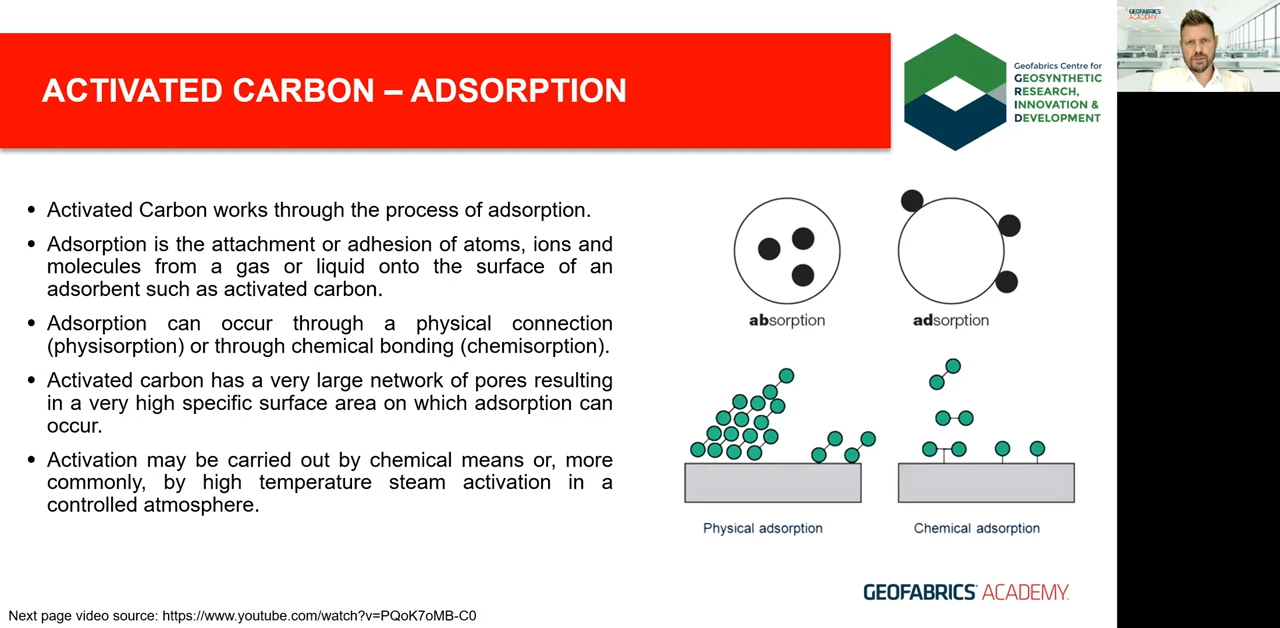 ACTIVATED CARBON – ADSORPTION
Geofabrics Centre for
GEOSYNTHETIC
RESEARCH,
INNOVATION &
DEVELOPMENT
GEOFABRICS
ACADEMY
• Activated Carbon works through the process of adsorption.
• Adsorption is the attachment or adhesion of atoms, ions and
molecules from a gas or liquid onto the surface of an
adsorbent such as activated carbon.
• Adsorption can occur through a physical connection
(physisorption) or through chemical bonding (chemisorption).
• Activated carbon has a very large network of pores resulting
in a very high specific surface area on which adsorption can
occur.
• Activation may be carried out by chemical means or, more
commonly, by high temperature steam activation in a
controlled atmosphere.
absorption
adsorption
Physical adsorption
Chemical adsorption
GEOFABRICS ACADEMY
Next page video source: https://www.youtube.com/watch?v=PQoK7oMB-C0